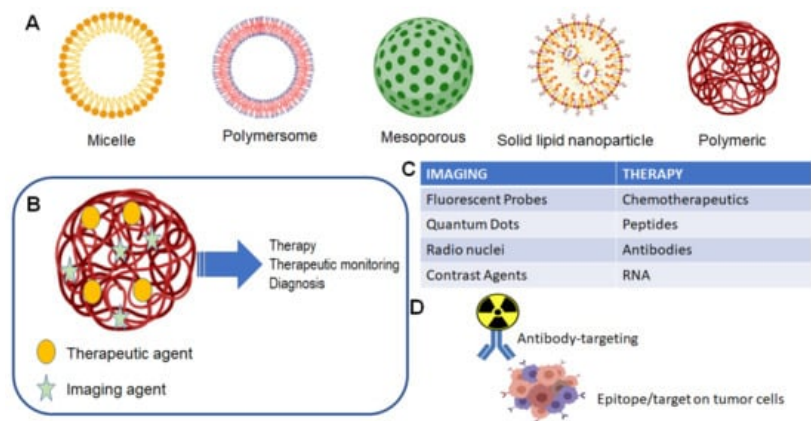 A
Micelle
Polymersome
Mesoporous
Solid lipid nanoparticle
Polymeric
B
Therapy
Therapeutic monitoring
Diagnosis
Therapeutic agent
Imaging agent
C
IMAGING THERAPY
Fluorescent Probes Chemotherapeutics
Quantum Dots Peptides
Radio nuclei Antibodies
Contrast Agents RNA
D
Antibody-targeting
Epitope/target on tumor cells